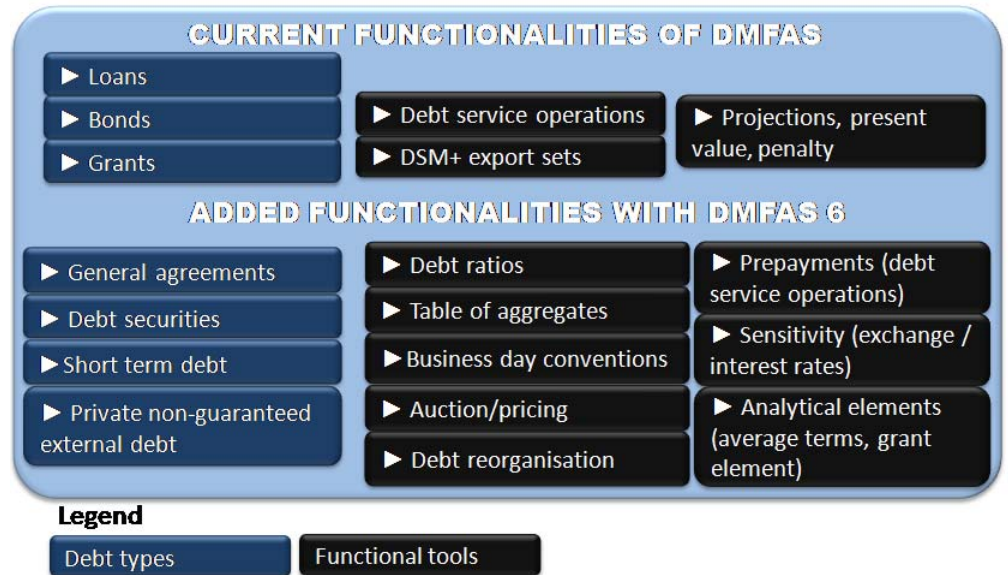 CURRENT FUNCTIONALITIES OF DMFAS
► Loans
► Bonds
► Grants
► Debt service operations
► DSM+ export sets
► Projections, present
value, penalty
ADDED FUNCTIONALITIES WITH DMFAS 6
► General agreements
► Debt securities
►Short term debt
► Private non-guaranteed
external debt
► Debt ratios
► Table of aggregates
►Business day conventions
► Auction/pricing
► Debt reorganisation
► Prepayments (debt
service operations)
► Sensitivity (exchange /
interest rates)
► Analytical elements
(average terms, grant
element)
Legend
Debt types
Functional tools